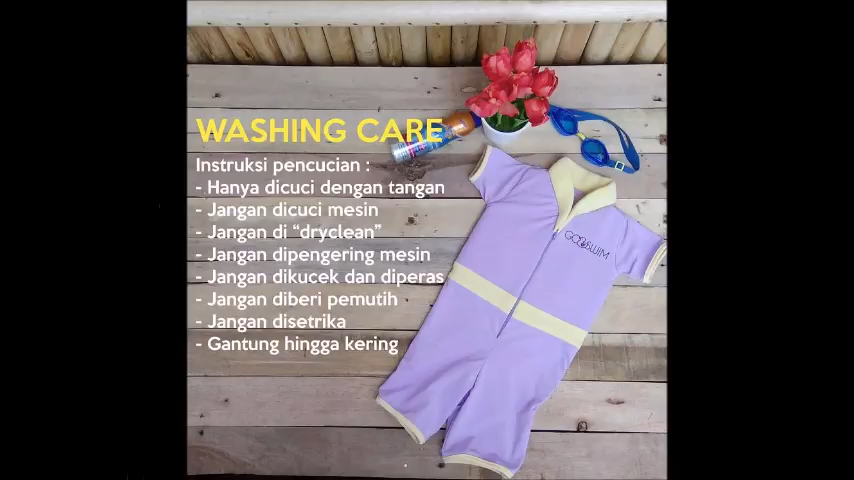 WASHING CARE
Instruksi pencucian :
- Hanya dicuci dengan tangan
- Jangan dicuci mesin
- Jangan di “dryclean”
- Jangan dipengering mesin
- Jangan dikucek dan diperas
- Jangan diberi pemutih
- Jangan disetrika
- Gantung hingga kering